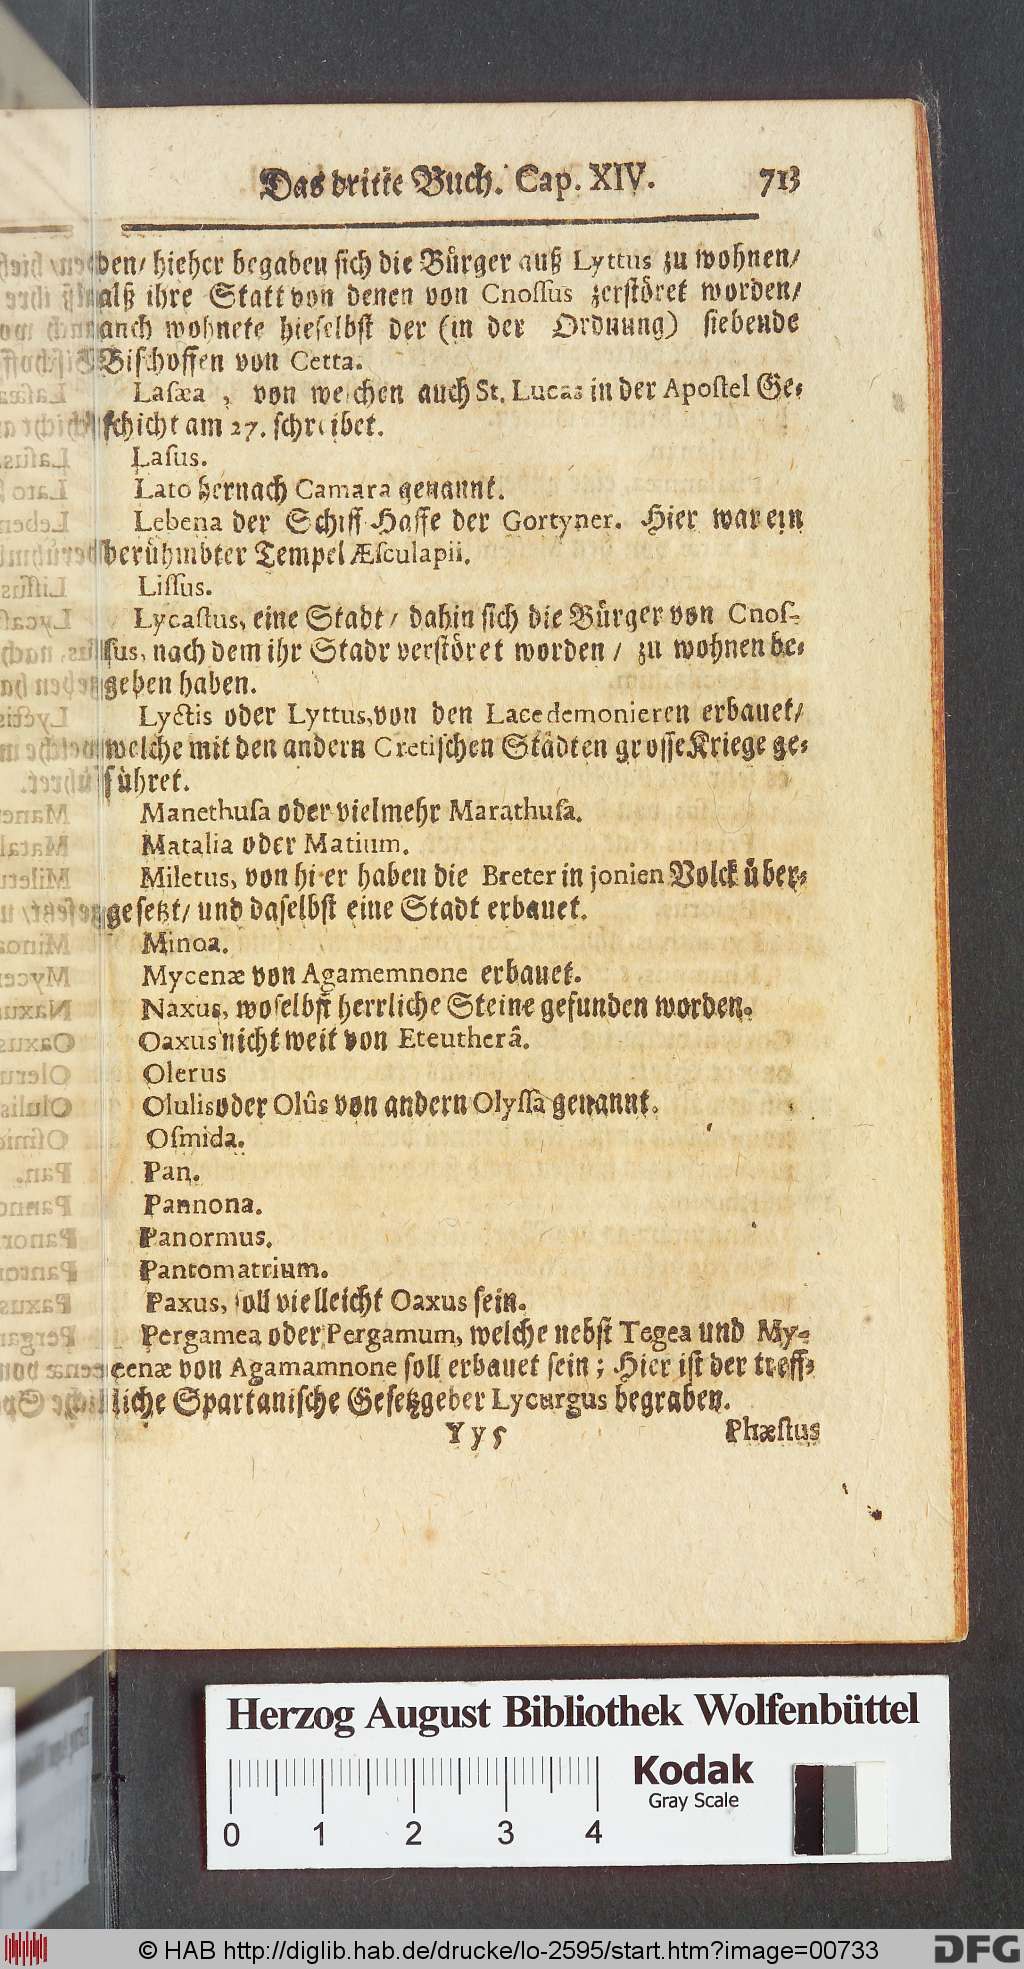 Das dritte Buch. Cap. XIV. 713
den/ hieher begaben sich die Bürger auß Lyttus zu wohnen/
alß ihre Statt von denen von Cnossus zerstöret worden/
auch wohnete hieselbst der (in der Ordnung) siebende
Bischoffen von Cetta.
Lasæa, von welchen auch St. Lucas in der Apostel Ge-
schicht am 27. schreibet.
Lasus.
Lato hernach Camara genannt.
Lebena der Schiff-Haffe der Gortyner. Hier war ein
berühmbter Tempel Æsculapii.
Lissus.
Lycastus, eine Stadt/ dahin sich die Bürger von Cnos-
sus, nach dem ihr Stadt verstöret worden/ zu wohnen be-
geben haben.
Lyctis oder Lyttus, von den Lacedemonieren erbauet/
welche mit den andern Cretischen Städten grosse Kriege ge-
führet.
Manethusa oder vielmehr Marathusa.
Matalia oder Matium.
Miletus, von hier haben die Breter in jonien Volck über-
gesetzt/ und daselbst eine Stadt erbauet.
Minoa.
Mycenæ von Agamemnone erbauet.
Naxus, woselbst herrliche Steine gefunden worden.
Oaxus nicht weit von Eteutherâ.
Olerus
Olulis oder Olûs von andern Olyssa genannt.
Osmida.
Pan.
Pannona.
Panormus.
Pantomatrium.
Paxus, soll vielleicht Oaxus sein.
Pergamea oder Pergamum, welche nebst Tegea und My-
cenæ von Agamamnone soll erbauet sein; Hier ist der treff-
liche Spartanische Gesetzgeber Lycurgus begraben.
Yy5 Phæstus
Herzog August Bibliothek Wolfenbüttel
Kodak
Gray Scale
0 1 2 3 4
© HAB http://diglib.hab.de/drucke/lo-2595/start.htm?image=00733
DFG